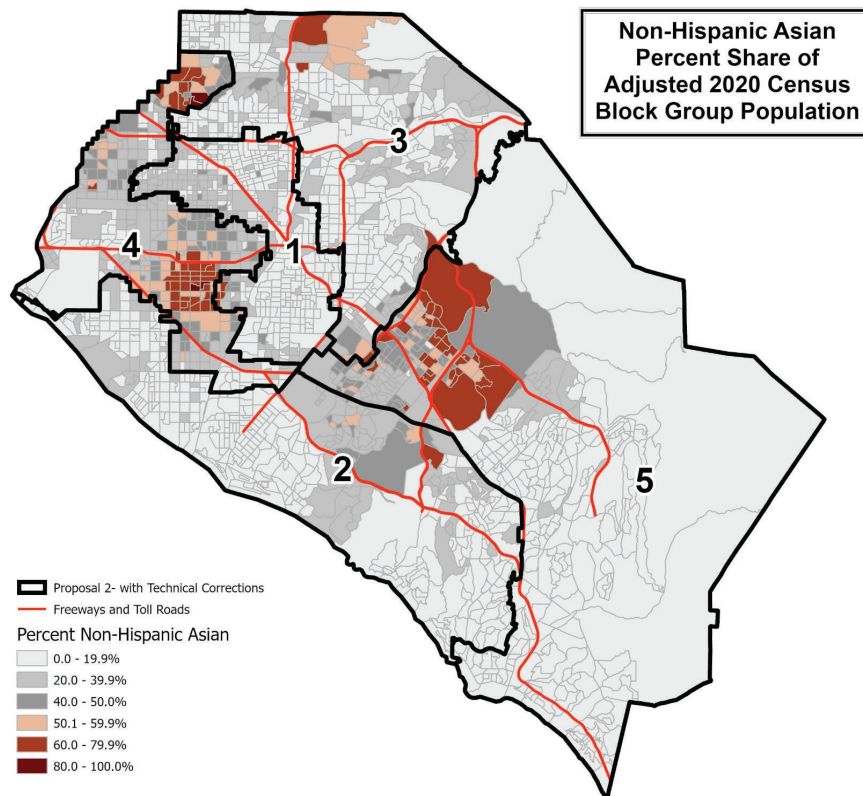 Non-Hispanic Asian
Percent Share of
Adjusted 2020 Census
Block Group Population
3
4
1
2
5
Proposal 2- with Technical Corrections
Freeways and Toll Roads
Percent Non-Hispanic Asian
0.0 - 19.9%
20.0 - 39.9%
40.0 - 50.0%
50.1 - 59.9%
60.0 - 79.9%
80.0 - 100.0%